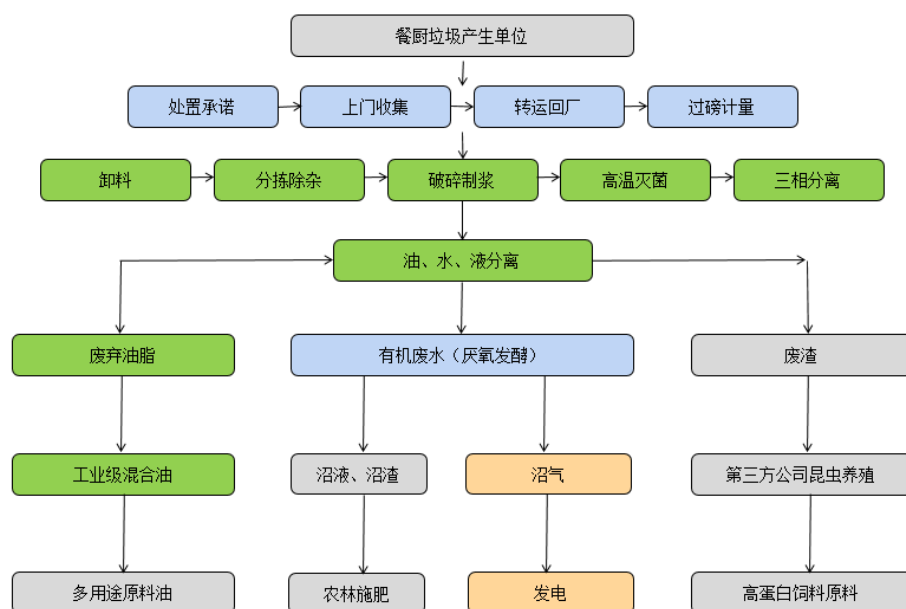 餐厨垃圾产生单位
处置承诺
上门收集
转运回厂
过磅计量
卸料
分拣除杂
破碎制浆
高温灭菌
三相分离
油、水、液分离
废弃油脂
有机废水（厌氧发酵）
废渣
工业级混合油
沼液、沼渣
沼气
第三方公司昆虫养殖
多用途原料油
农林施肥
发电
高蛋白饲料原料